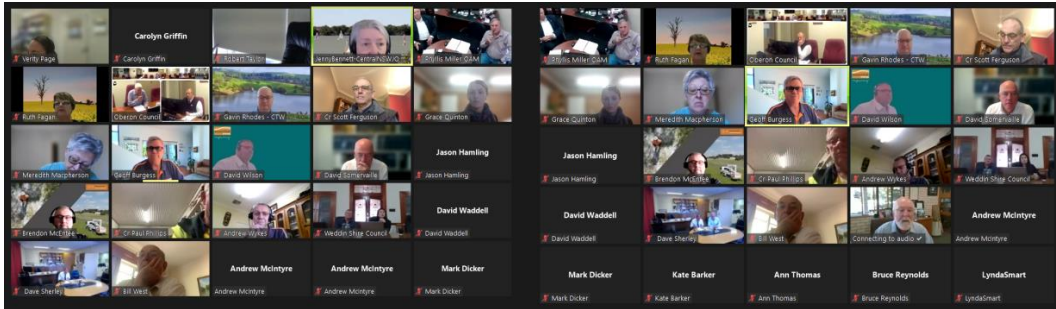 Carolyn Griffin
Verity Page
Carolyn Griffin
Robert Taylor
JennyBennett-CentralNSWJO
Phyllis Miller OAM
Ruth Fagan
Oberon Council
Gavin Rhodes - CTW
Cr Scott Ferguson
Grace Quinton
Jason Hamling
Meredith Macpherson
Geoff Burgess
David Wilson
David Somervaille
Jason Hamling
David Waddell
Brendon McEntee
Cr Paul Phillips
Andrew Wykes
Weddin Shire Council
David Waddell
Andrew McIntyre
Andrew McIntyre
Mark Dicker
Dave Sherley
Bill West
Andrew McIntyre
Andrew McIntyre
Mark Dicker
Phyllis Miller OAM
Ruth Fagan
Oberon Council
Gavin Rhodes - CTW
Cr Scott Ferguson
Grace Quinton
Meredith Macpherson
Geoff Burgess
David Wilson
David Somervaille
Jason Hamling
Jason Hamling
Brendon McEntee
Cr Paul Phillips
Andrew Wykes
Weddin Shire Council
David Waddell
Andrew McIntyre
David Waddell
Dave Sherley
Bill West
Connecting to audio
Andrew McIntyre
Mark Dicker
Kate Barker
Ann Thomas
Bruce Reynolds
LyndaSmart
Mark Dicker
Kate Barker
Ann Thomas
Bruce Reynolds
LyndaSmart